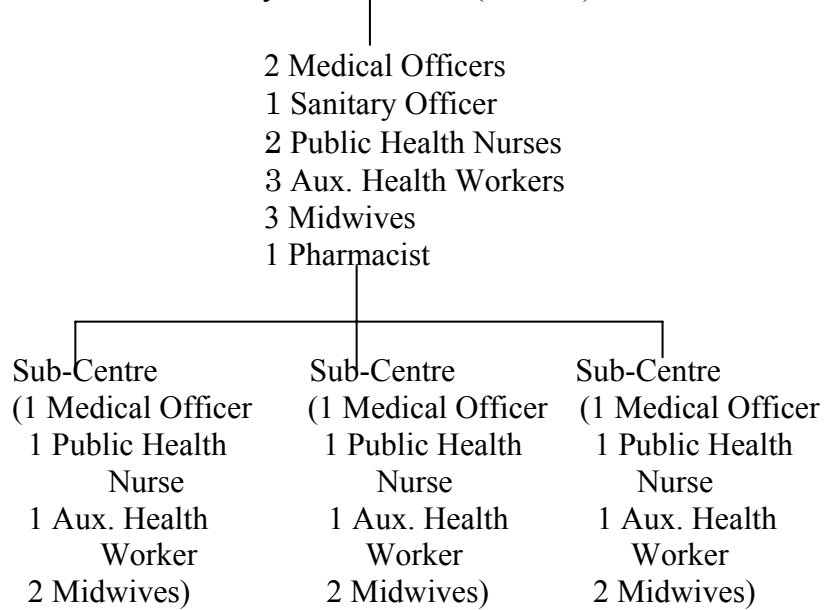 2 Medical Officers
1 Sanitary Officer
2 Public Health Nurses
3 Aux. Health Workers
3 Midwives
1 Pharmacist
Sub-Centre
(1 Medical Officer
1 Public Health
Nurse
1 Aux. Health
Worker
2 Midwives)
Sub-Centre
(1 Medical Officer
1 Public Health
Nurse
1 Aux. Health
Worker
2 Midwives)
Sub-Centre
(1 Medical Officer
1 Public Health
Nurse
1 Aux. Health
Worker
2 Midwives)